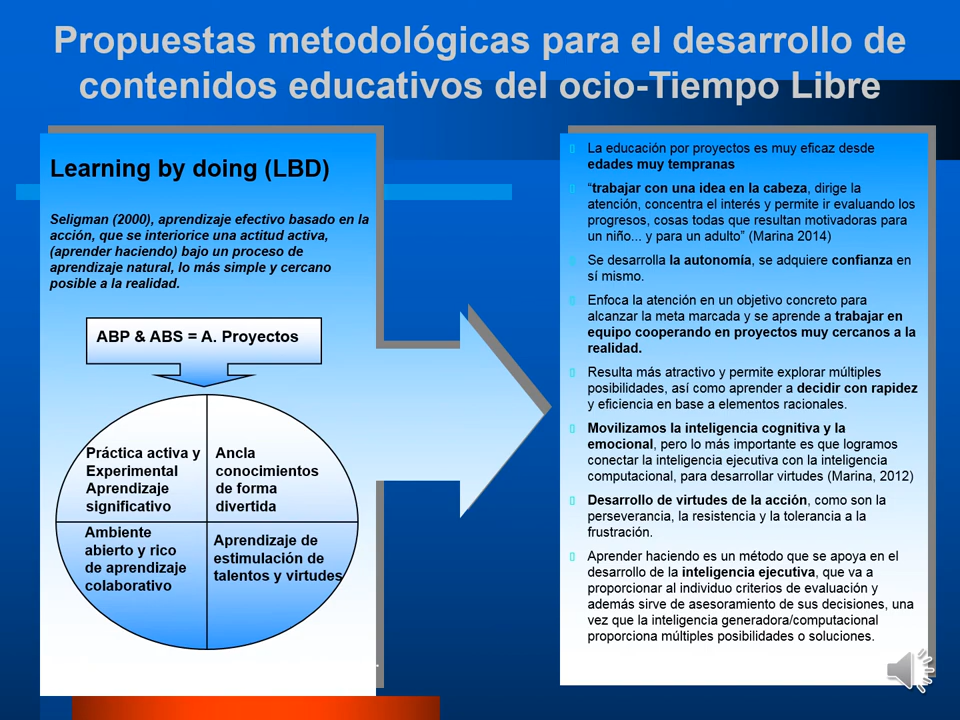 Propuestas metodológicas para el desarrollo de
contenidos educativos del ocio-Tiempo Libre
Learning by doing (LBD)
Seligman (2000), aprendizaje efectivo basado en la
acción, que se interiorice una actitud activa,
(aprender haciendo) bajo un proceso de
aprendizaje natural, lo más simple y cercano
posible a la realidad.
ABP & ABS = A. Proyectos
Práctica activa y
Experimental
Aprendizaje
significativo
Ancla
conocimientos
de forma
divertida
Ambiente
abierto y rico
de aprendizaje
colaborativo
Aprendizaje de
estimulación de
talentos y virtudes
.
La educación por proyectos es muy eficaz desde
edades muy tempranas
“trabajar con una idea en la cabeza, dirige la
atención, concentra el interés y permite ir evaluando los
progresos, cosas todas que resultan motivadoras para
un niño... y para un adulto” (Marina 2014)
Se desarrolla la autonomía, se adquiere confianza en
sí mismo.
Enfoca la atención en un objetivo concreto para
alcanzar la meta marcada y se aprende a trabajar en
equipo cooperando en proyectos muy cercanos a la
realidad.
Resulta más atractivo y permite explorar múltiples
posibilidades, así como aprender a decidir con rapidez
y eficiencia en base a elementos racionales.
Movilizamos la inteligencia cognitiva y la
emocional, pero lo más importante es que logramos
conectar la inteligencia ejecutiva con la inteligencia
computacional, para desarrollar virtudes (Marina, 2012)
Desarrollo de virtudes de la acción, como son la
perseverancia, la resistencia y la tolerancia a la
frustración.
Aprender haciendo es un método que se apoya en el
desarrollo de la inteligencia ejecutiva, que va a
proporcionar al individuo criterios de evaluación y
además sirve de asesoramiento de sus decisiones, una
vez que la inteligencia generadora/computacional
proporciona múltiples posibilidades o soluciones.